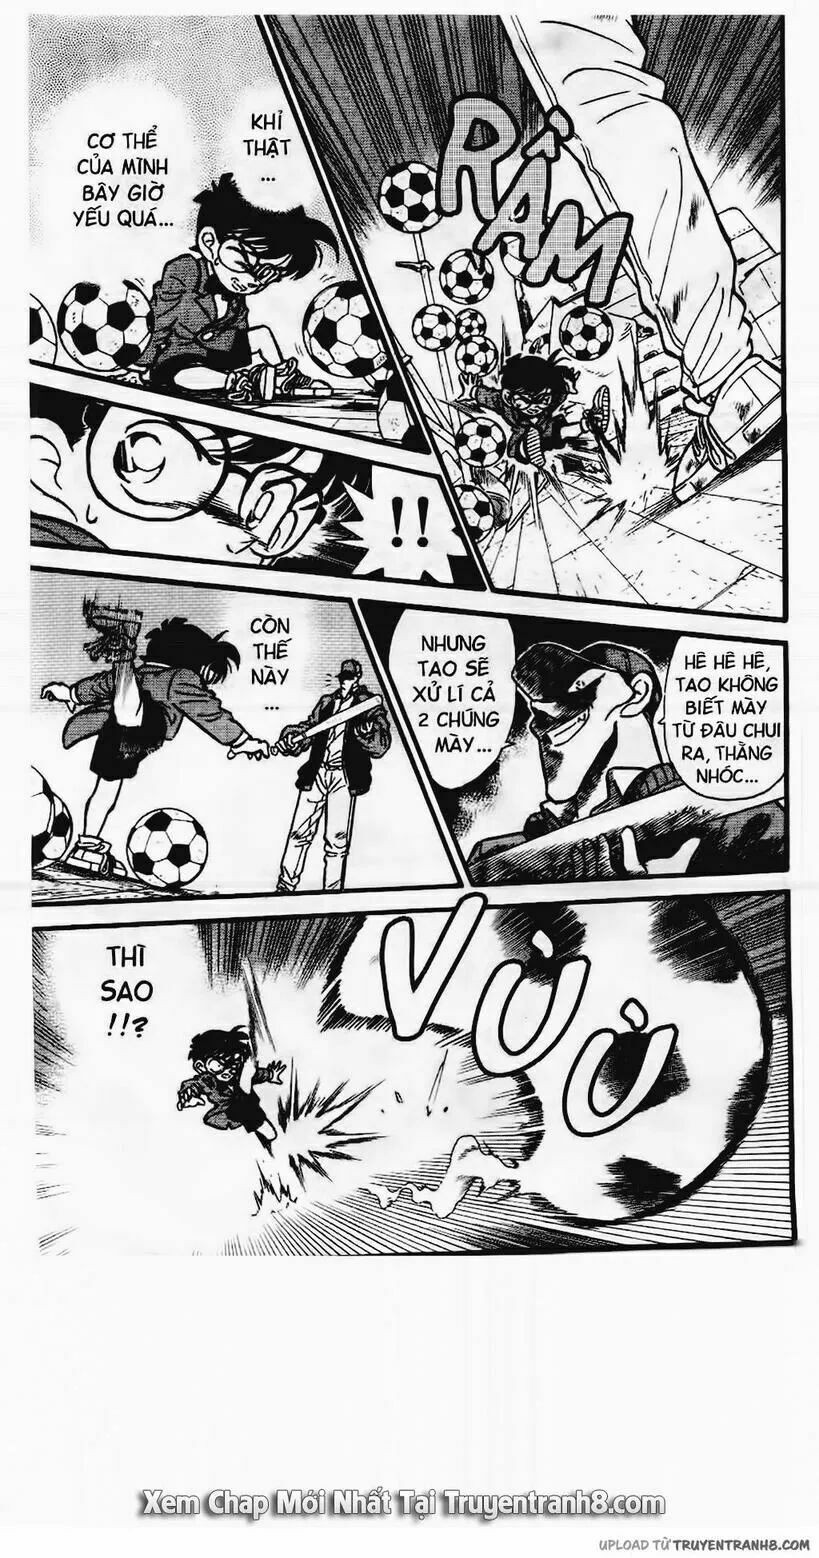 RẦM
KHỈ
THẬT
...
CƠ THỂ
CỦA MÌNH
BÂY GIỜ
YẾU QUÁ...
!!
HÊ HÊ HÊ,
TAO KHÔNG
BIẾT MÀY
TỪ ĐÂU CHUI
RA, THẰNG
NHÓC...
NHƯNG
TAO SẼ
XỬ LÍ CẢ
2 CHÚNG
MÀY...
CÒN
THẾ
NÀY
...
VÙÙ
THÌ
SAO
!!?
Xem Chap Mới Nhất Tại Truyentranh8.com
UPLOAD TỪ TRUYENTRANH8.COM